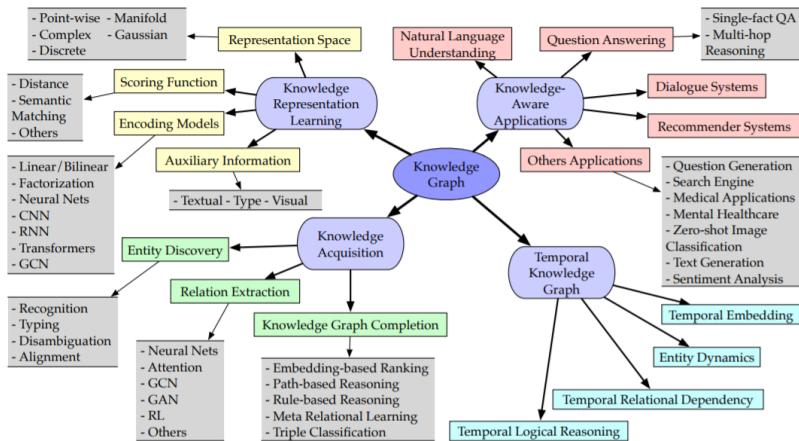 - Point-wise - Manifold
- Complex - Gaussian
- Discrete
Representation Space
Scoring Function
- Distance
- Semantic
Matching
- Others
Encoding Models
Knowledge
Representation
Learning
Auxiliary Information
- Linear/Bilinear
- Factorization
- Neural Nets
- CNN
- RNN
- Transformers
- GCN
- Textual - Type - Visual
Natural Language
Understanding
Question Answering
- Single-fact QA
- Multi-hop
Reasoning
Knowledge-
Aware
Applications
Dialogue Systems
Recommender Systems
Others Applications
- Question Generation
- Search Engine
- Medical Applications
- Mental Healthcare
- Zero-shot Image
Classification
- Text Generation
- Sentiment Analysis
Knowledge
Graph
Knowledge
Acquisition
Entity Discovery
- Recognition
- Typing
- Disambiguation
- Alignment
Relation Extraction
- Neural Nets
- Attention
- GCN
- GAN
- RL
- Others
Knowledge Graph Completion
- Embedding-based Ranking
- Path-based Reasoning
- Rule-based Reasoning
- Meta Relational Learning
- Triple Classification
Temporal
Knowledge
Graph
Temporal Embedding
Entity Dynamics
Temporal Relational Dependency
Temporal Logical Reasoning